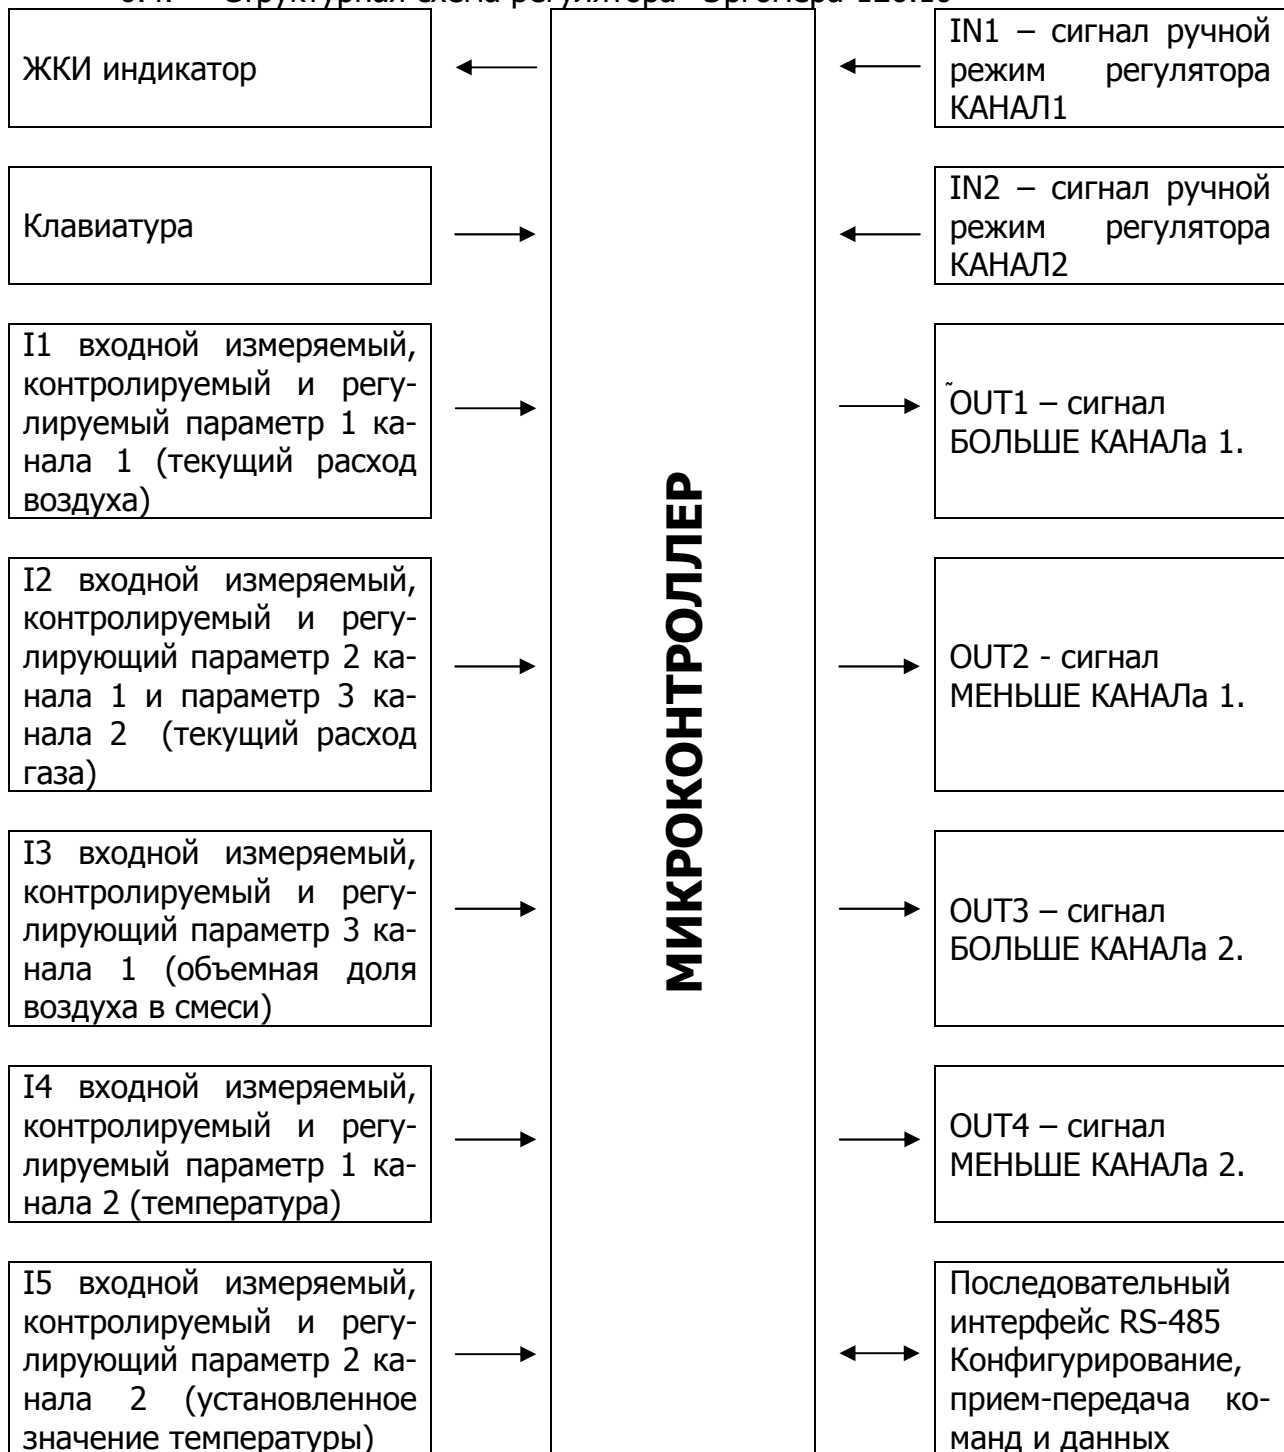 Структурная схема регулятора
ЖКИ индикатор
IN1 – сигнал ручной
режим регулятора
КАНАЛ1
Клавиатура
IN2 – сигнал ручной
режим регулятора
КАНАЛ2
I1 входной измеряемый,
контролируемый и регу-
лируемый параметр 1 ка-
нала 1 (текущий расход
воздуха)
˜OUT1 – сигнал
БОЛЬШЕ КАНАЛа 1.
I2 входной измеряемый,
контролируемый и регу-
лирующий параметр 2 ка-
нала 1 и параметр 3 ка-
нала 2 (текущий расход
газа)
OUT2 - сигнал
МЕНЬШЕ КАНАЛа 1.
МИКРОКОНТРОЛЛЕР
I3 входной измеряемый,
контролируемый и регу-
лирующий параметр 3 ка-
нала 1 (объемная доля
воздуха в смеси)
OUT3 – сигнал
БОЛЬШЕ КАНАЛа 2.
I4 входной измеряемый,
контролируемый и регу-
лируемый параметр 1 ка-
нала 2 (температура)
OUT4 – сигнал
МЕНЬШЕ КАНАЛа 2.
I5 входной измеряемый,
контролируемый и регу-
лирующий параметр 2 ка-
нала 2 (установленное
значение температуры)
Последовательный
интерфейс RS-485
Конфигурирование,
прием-передача ко-
манд и данных